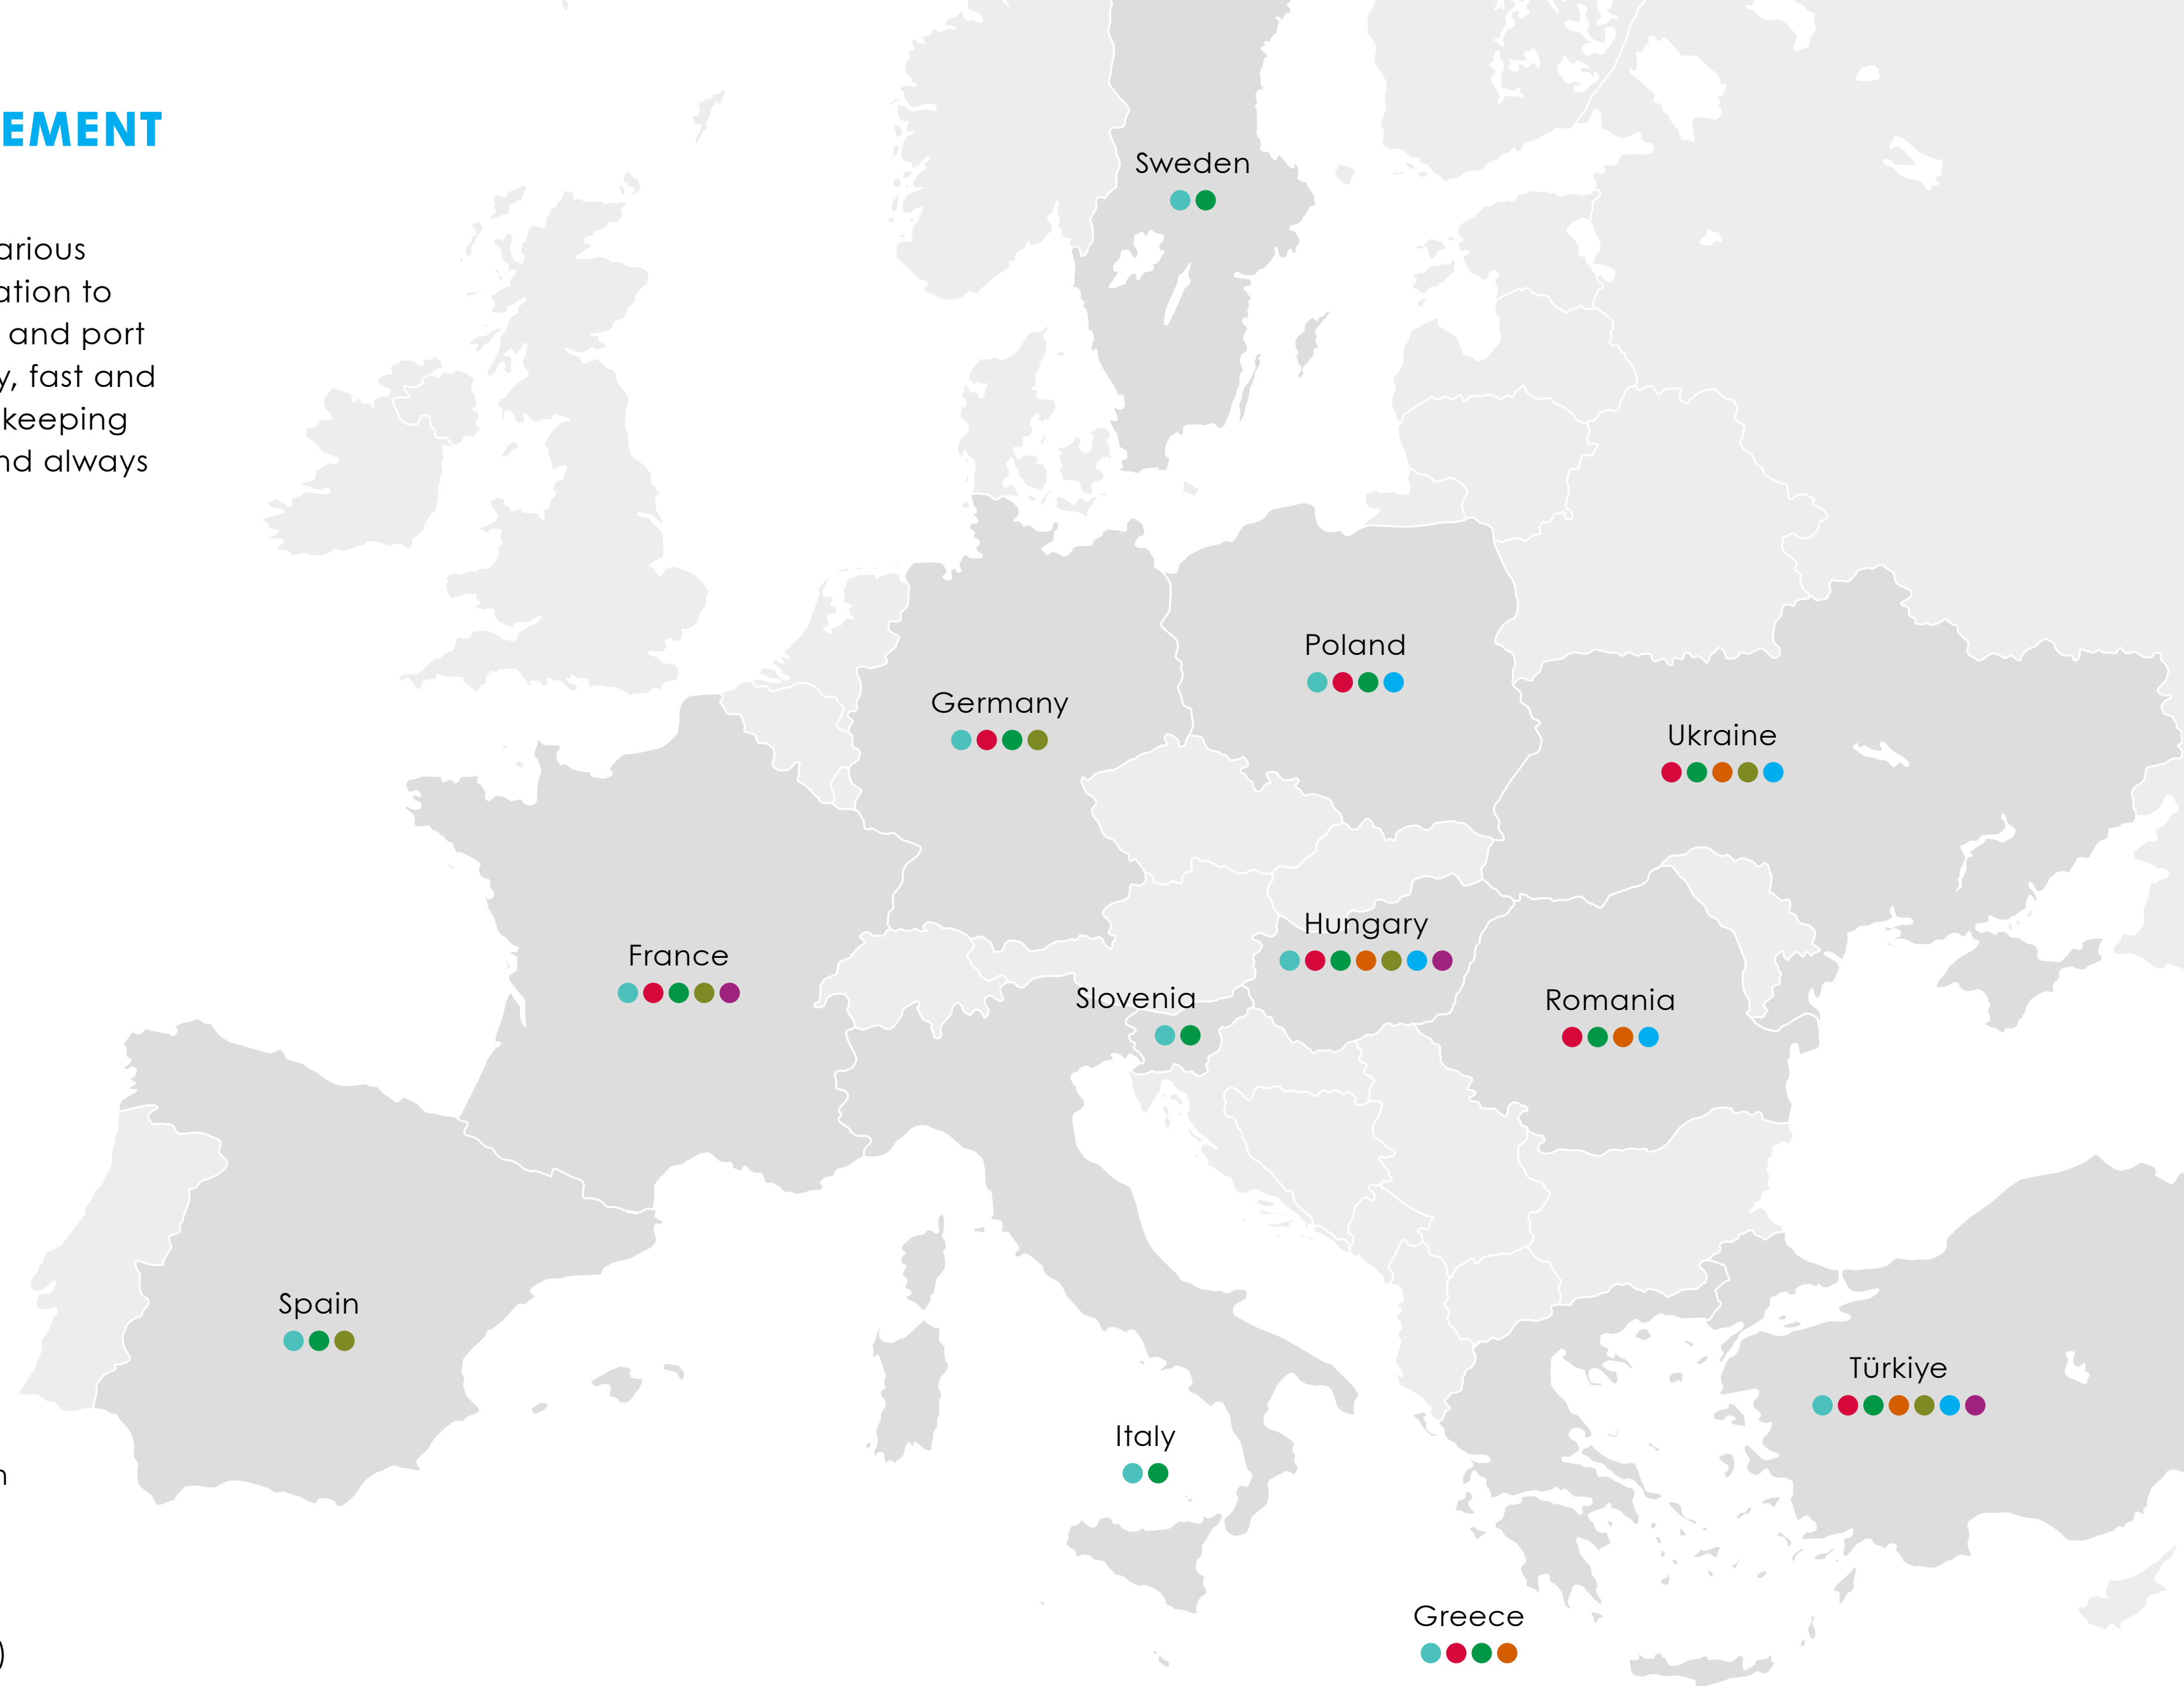 EMENT
arious
ation to
and port
y, fast and
keeping
nd always
n
)
Sweden
Poland
Germany
Ukraine
Hungary
France
Slovenia
Romania
Spain
Türkiye
Italy
Greece